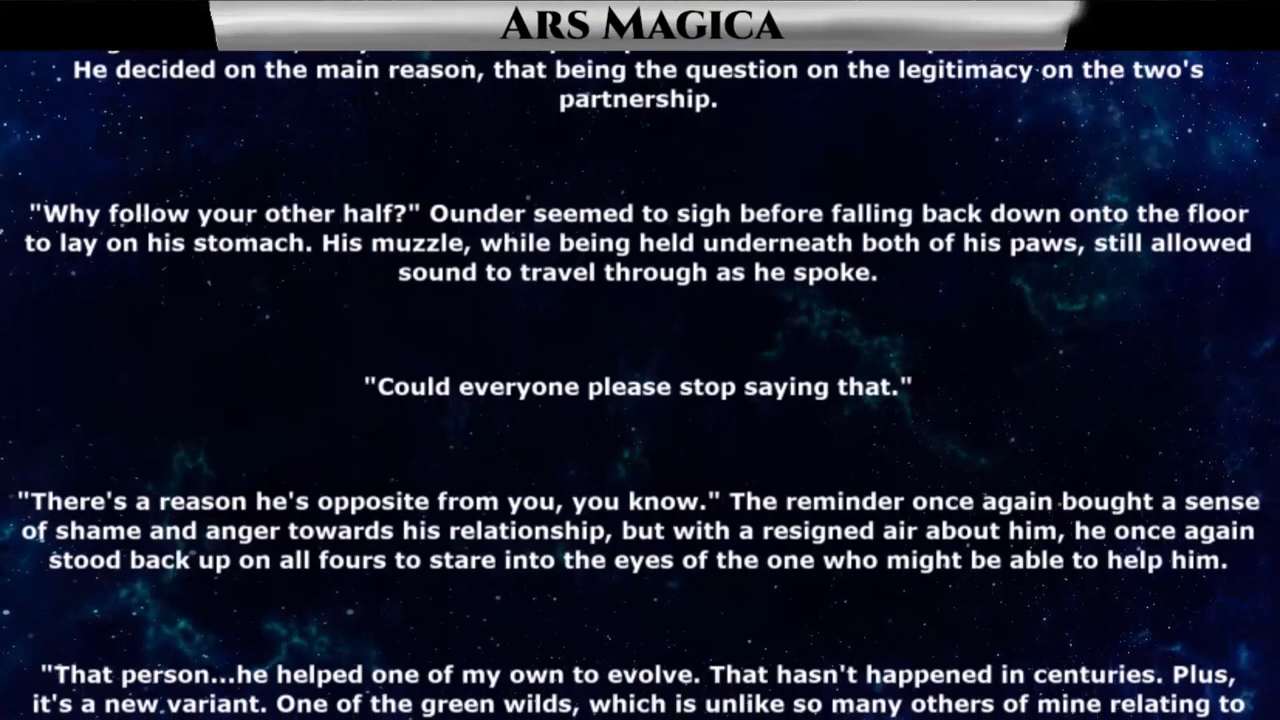 Ars Magica
He decided on the main reason, that being the question on the legitimacy on the two's
partnership.
"Why follow your other half?" Ounder seemed to sigh before falling back down onto the floor
to lay on his stomach. His muzzle, while being held underneath both of his paws, still allowed
sound to travel through as he spoke.
"Could everyone please stop saying that."
"There's a reason he's opposite from you, you know." The reminder once again bought a sense
of shame and anger towards his relationship, but with a resigned air about him, he once again
stood back up on all fours to stare into the eyes of the one who might be able to help him.
"That person...he helped one of my own to evolve. That hasn't happened in centuries. Plus,
it's a new variant. One of the green wilds, which is unlike so many others of mine relating to